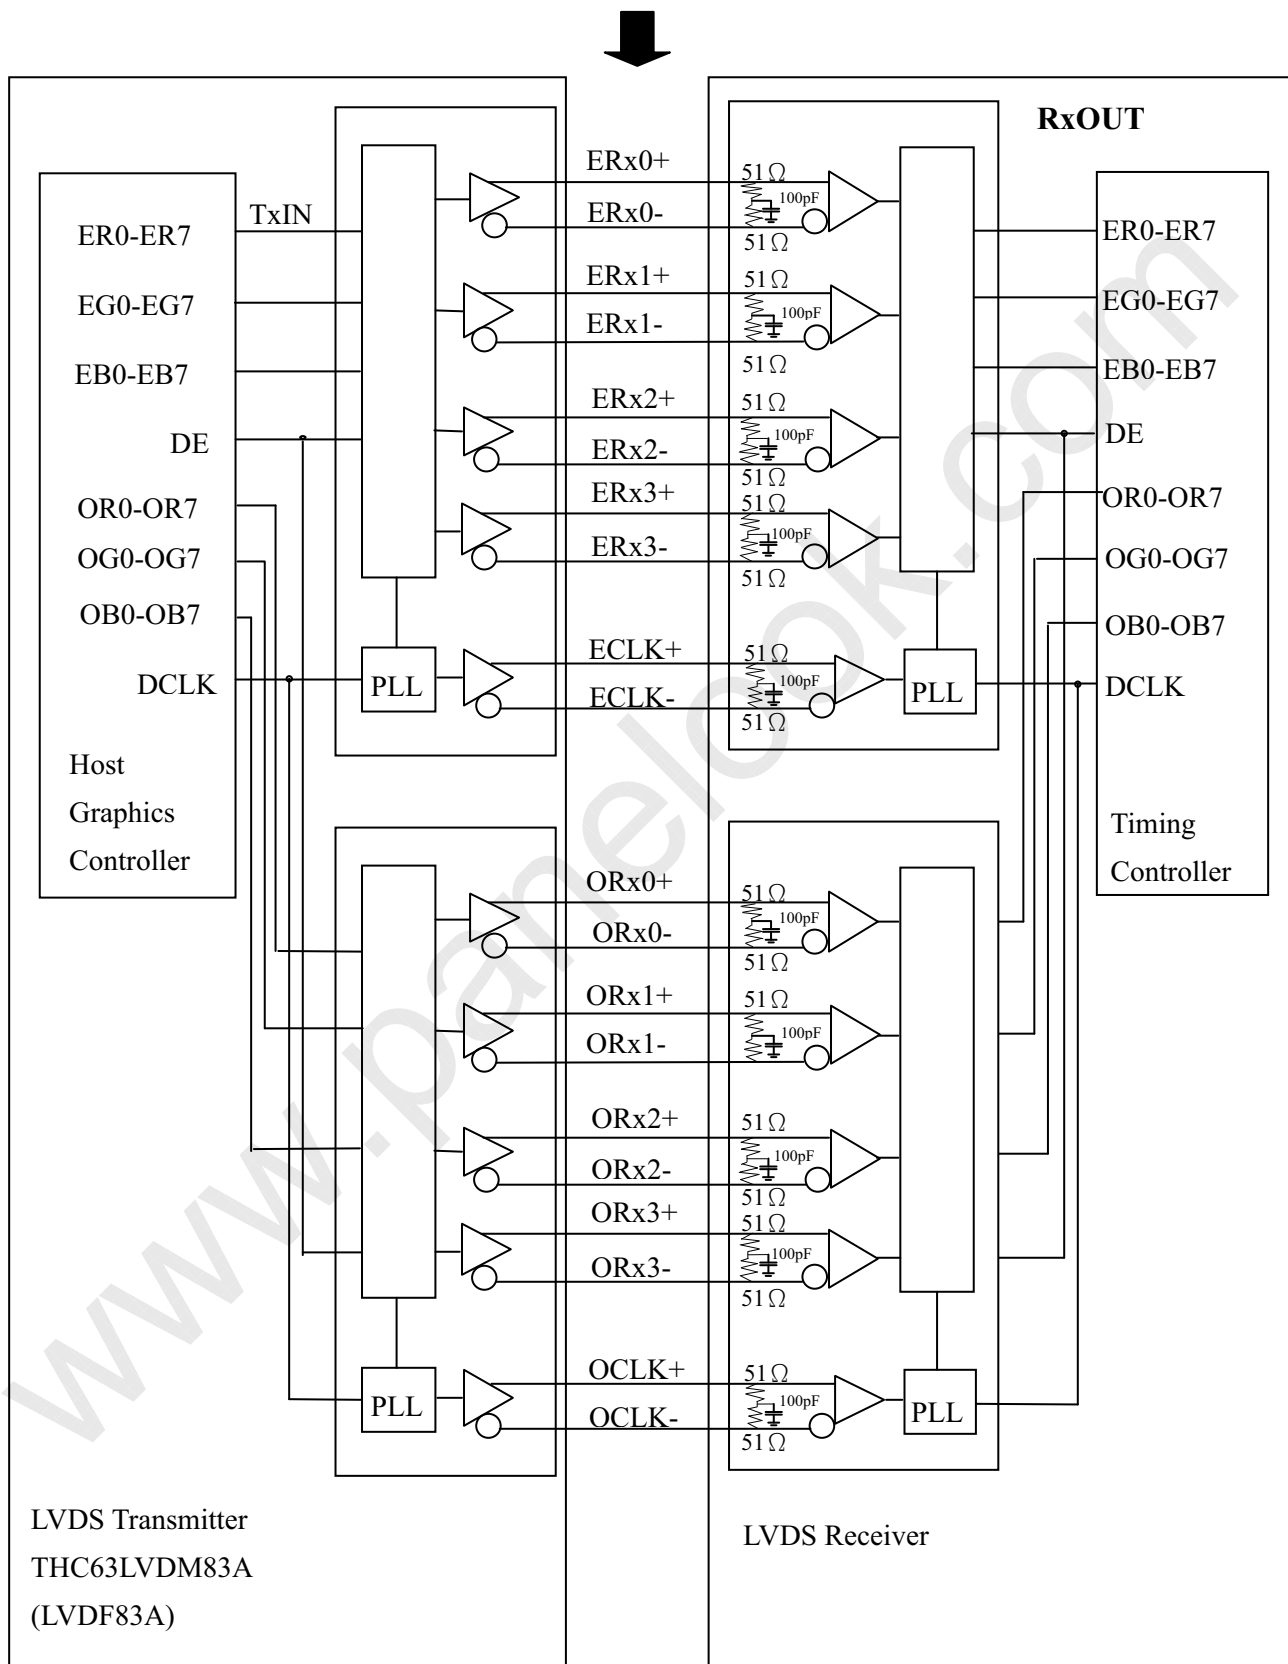 RxOUT
TxIN
ER0-ER7
EG0-EG7
EB0-EB7
DE
OR0-OR7
OG0-OG7
OB0-OB7
DCLK
Host
Graphics
Controller
PLL
ERx0+
ERx0-
ERx1+
ERx1-
ERx2+
ERx2-
ERx3+
ERx3-
ECLK+
ECLK-
51Ω
100pF
51Ω
51Ω
100pF
51Ω
51Ω
100pF
51Ω
51Ω
100pF
51Ω
51Ω
100pF
51Ω
PLL
ER0-ER7
EG0-EG7
EB0-EB7
DE
OR0-OR7
OG0-OG7
OB0-OB7
DCLK
Timing
Controller
PLL
ORx0+
ORx0-
ORx1+
ORx1-
ORx2+
ORx2-
ORx3+
ORx3-
OCLK+
OCLK-
51Ω
100pF
51Ω
51Ω
100pF
51Ω
51Ω
100pF
51Ω
51Ω
100pF
51Ω
51Ω
100pF
51Ω
PLL
LVDS Transmitter
THC63LVDM83A
(LVDF83A)
LVDS Receiver
www.panelook.com